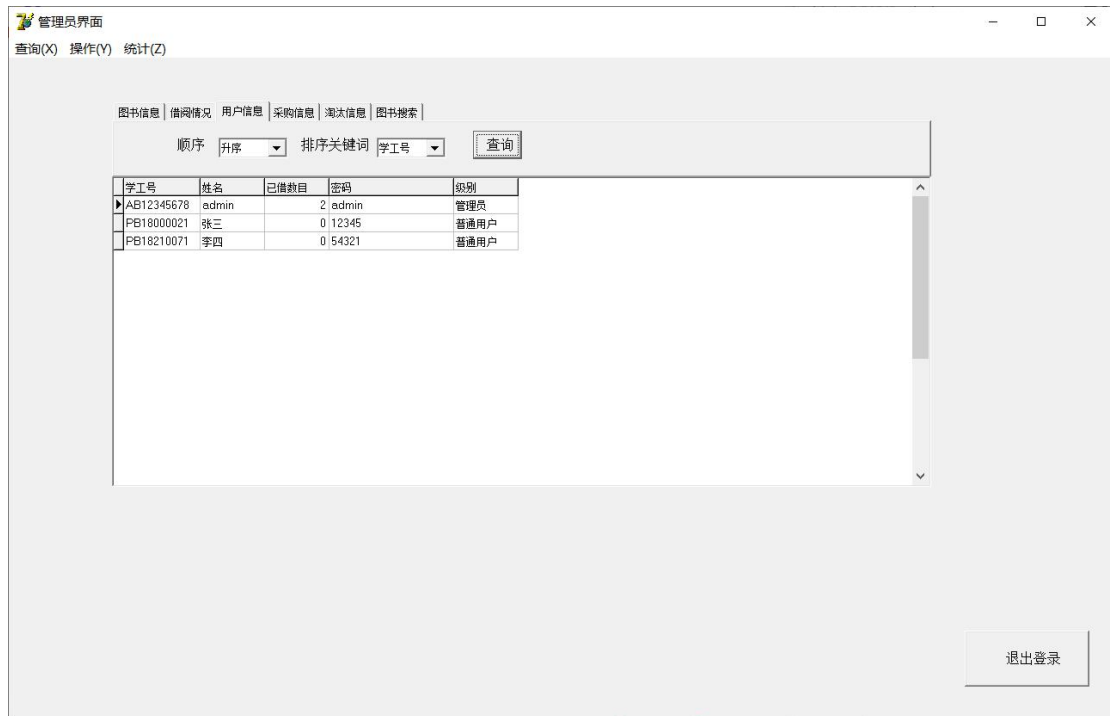 管理员界面
查询(X) 操作(Y) 统计(Z)
图书信息 借阅情况 用户信息 采购信息 淘汰信息 图书搜索
顺序 升序 排序关键词 学工号 查询
学工号 姓名 已借数目 密码 级别
AB12345678 admin 2 admin 管理员
PB18000021 张三 0 12345 普通用户
PB18210071 李四 0 54321 普通用户
退出登录